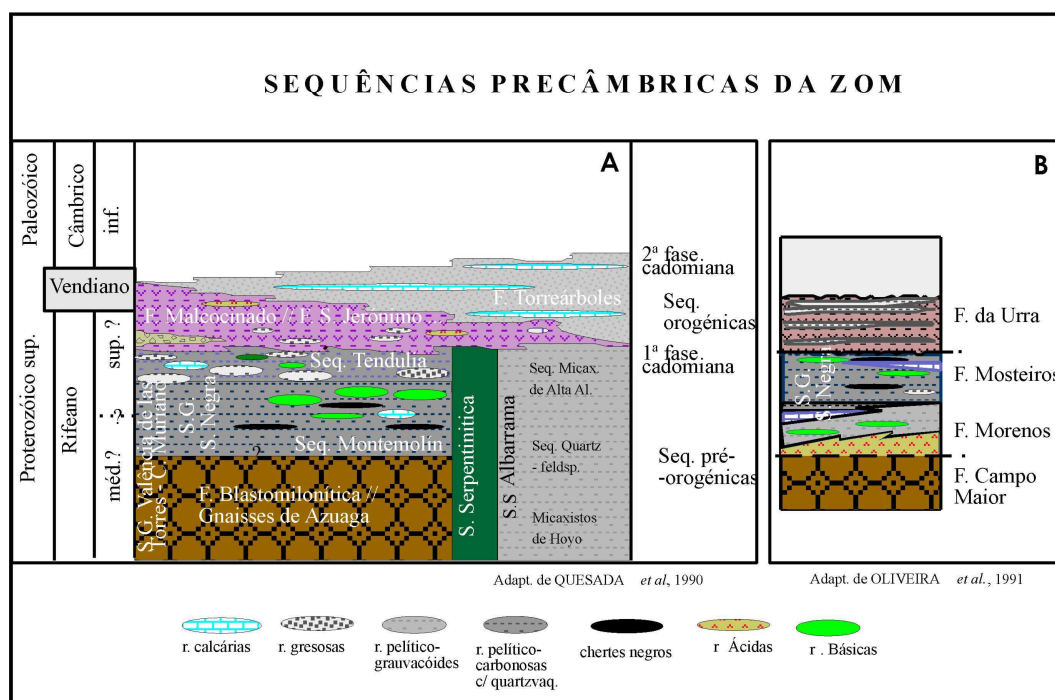 SEQUÊNCIAS PRECÂMBRICAS DA ZOM
Paleozóico
Câmbrico
inf.
Vendiano
Proterozóico sup.
Rifeano
sup. ?
-?-
méd.?
A
2ª fase.
cadomiana
F. Torreárboles
Seq.
orogénicas
F. Malcocinado // F. S. Jerónimo
1ª fase.
cadomiana
Seq. Tendulia
S.G. Valência de las
Torres - C. Muriano
S.G.
S. Negra
Seq. Montemolín
?
F. Blastomilonítica //
Gnaisses de Azuaga
S. Serpentinitica
S.S Albarrama
Seq. Micax.
de Alta Al.
Seq. Quartz
- feldsp.
Micaxistos
de Hoyo
Seq. pré-
-orogénicas
B
F. da Urra
S.G.
S. Negra
F. Mosteiros
F. Morenos
F. Campo
Maior
Adapt. de QUESADA et al, 1990
Adapt. de OLIVEIRA et al., 1991
r. calcárias
r. gresosas
r. pelítico-
grauvacóides
r. pelítico-
carbonosas
c/ quartzvaq.
chertes negros
r Ácidas
r . Básicas